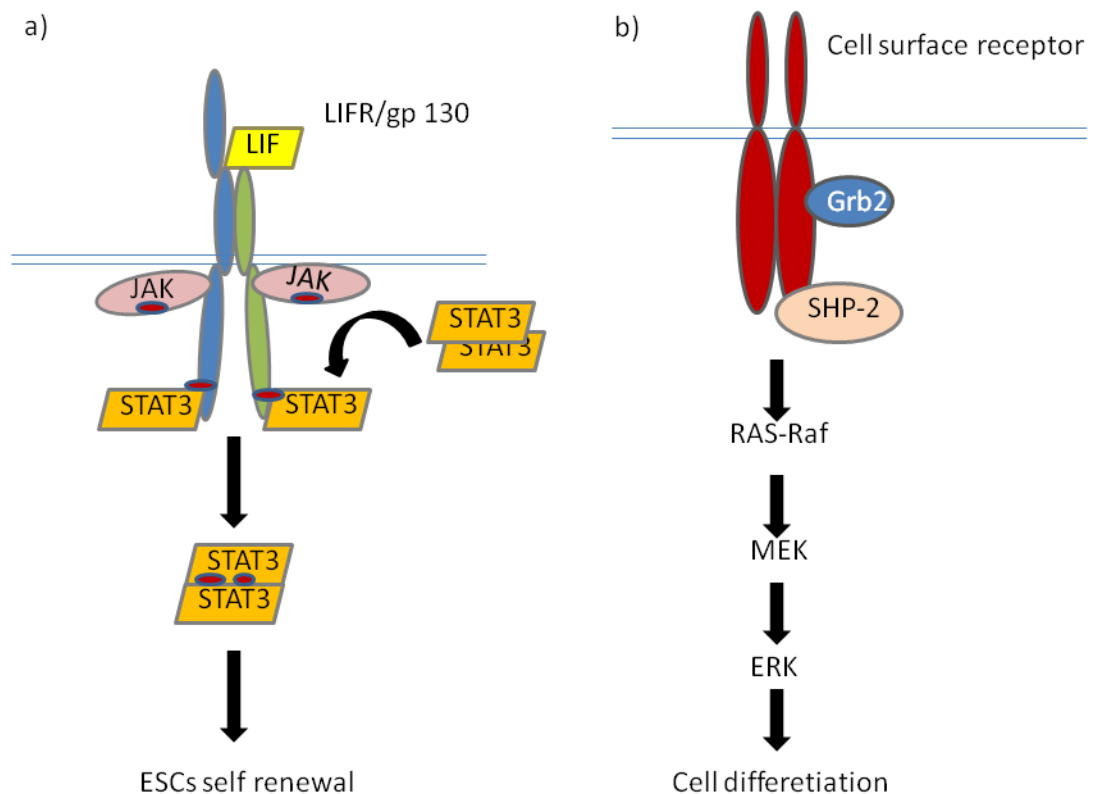 a)
LIFR/gp 130
LIF
JAK
JAK
STAT3
STAT3
STAT3
STAT3
STAT3
STAT3
ESCs self renewal
b)
Cell surface receptor
Grb2
SHP-2
RAS-Raf
MEK
ERK
Cell differetiation